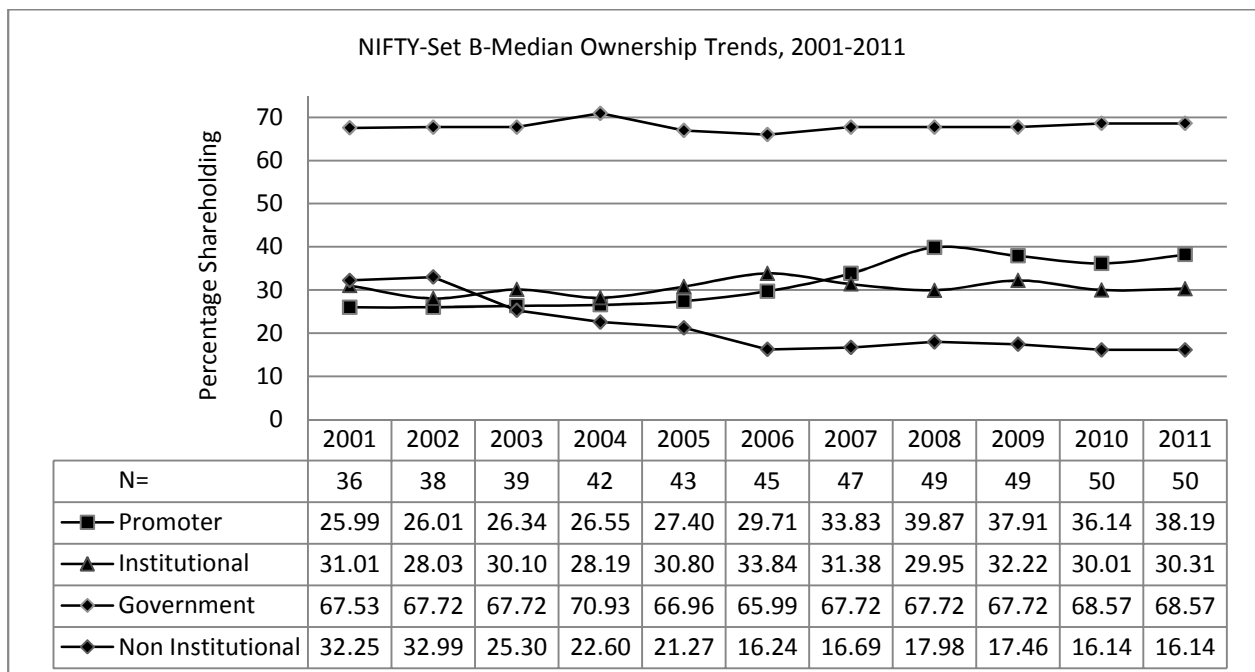 NIFTY-Set B-Median Ownership Trends, 2001-2011
Percentage Shareholding
70
60
50
40
30
20
10
0
2001 2002 2003 2004 2005 2006 2007 2008 2009 2010 2011
N= 36 38 39 42 43 45 47 49 49 50 50
Promoter 25.99 26.01 26.34 26.55 27.40 29.71 33.83 39.87 37.91 36.14 38.19
Institutional 31.01 28.03 30.10 28.19 30.80 33.84 31.38 29.95 32.22 30.01 30.31
Government 67.53 67.72 67.72 70.93 66.96 65.99 67.72 67.72 67.72 68.57 68.57
Non Institutional 32.25 32.99 25.30 22.60 21.27 16.24 16.69 17.98 17.46 16.14 16.14